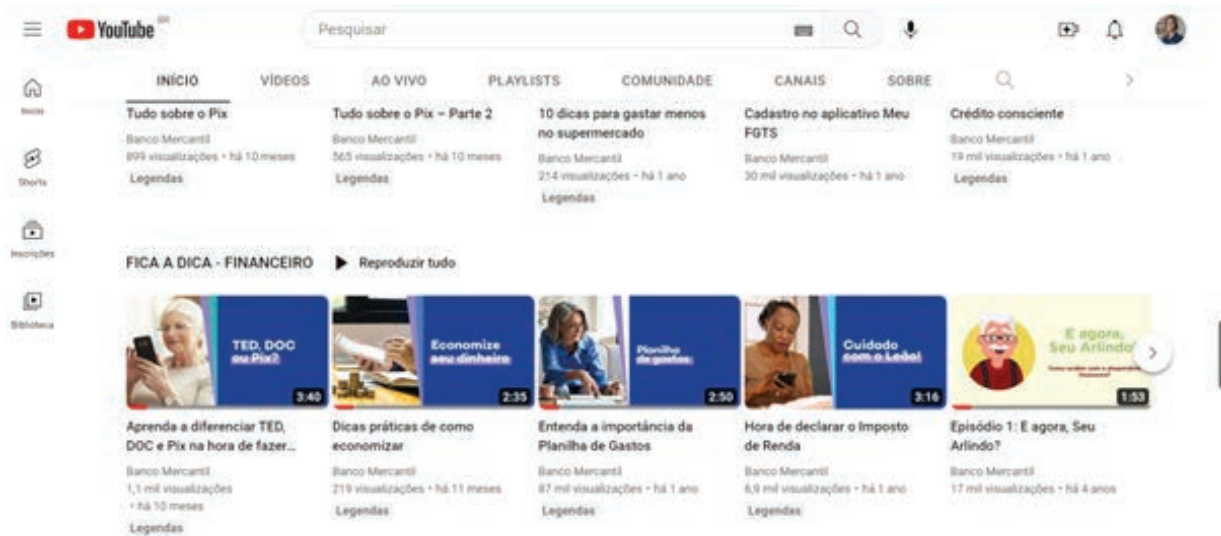 YouTube BR
Pesquisar
INÍCIO VÍDEOS AO VIVO PLAYLISTS COMUNIDADE CANAIS SOBRE
Início
Shorts
Inscrições
Biblioteca
Tudo sobre o Pix
Banco Mercantil
899 visualizações • há 10 meses
Legendas
Tudo sobre o Pix – Parte 2
Banco Mercantil
565 visualizações • há 10 meses
Legendas
10 dicas para gastar menos
no supermercado
Banco Mercantil
214 visualizações • há 1 ano
Legendas
Cadastro no aplicativo Meu
FGTS
Banco Mercantil
30 mil visualizações • há 1 ano
Crédito consciente
Banco Mercantil
19 mil visualizações • há 1 ano
Legendas
FICA A DICA - FINANCEIRO Reproduzir tudo
TED, DOC
ou Pix?
3:40
Aprenda a diferenciar TED,
DOC e Pix na hora de fazer...
Banco Mercantil
1,1 mil visualizações
• há 10 meses
Legendas
Economize
seu dinheiro
2:35
Dicas práticas de como
economizar
Banco Mercantil
219 visualizações • há 11 meses
Legendas
Planilha
de gastos:
2:50
Entenda a importância da
Planilha de Gastos
Banco Mercantil
87 mil visualizações • há 1 ano
Legendas
Cuidado
com o Leão!
3:16
Hora de declarar o Imposto
de Renda
Banco Mercantil
6,9 mil visualizações • há 1 ano
Legendas
E agora,
Seu Arlindo?
1:53
Episódio 1: E agora, Seu
Arlindo?
Banco Mercantil
17 mil visualizações • há 4 anos